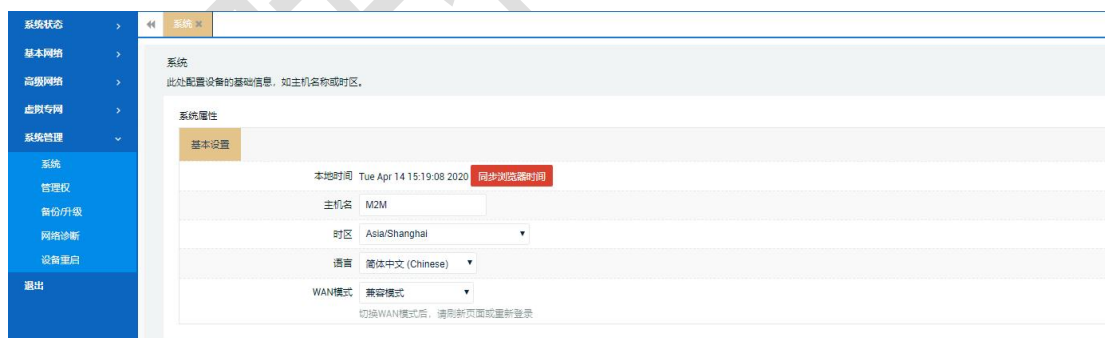 系统状态
基本网络
高级网络
虚拟专网
系统管理
系统
管理权
备份/升级
网络诊断
设备重启
退出
系统
系统
此处配置设备的基础信息，如主机名称或时区。
系统属性
基本设置
本地时间 Tue Apr 14 15:19:08 2020 同步浏览器时间
主机名 M2M
时区 Asia/Shanghai
语言 简体中文 (Chinese)
WAN模式 兼容模式
切换WAN模式后，请刷新页面或重新登录